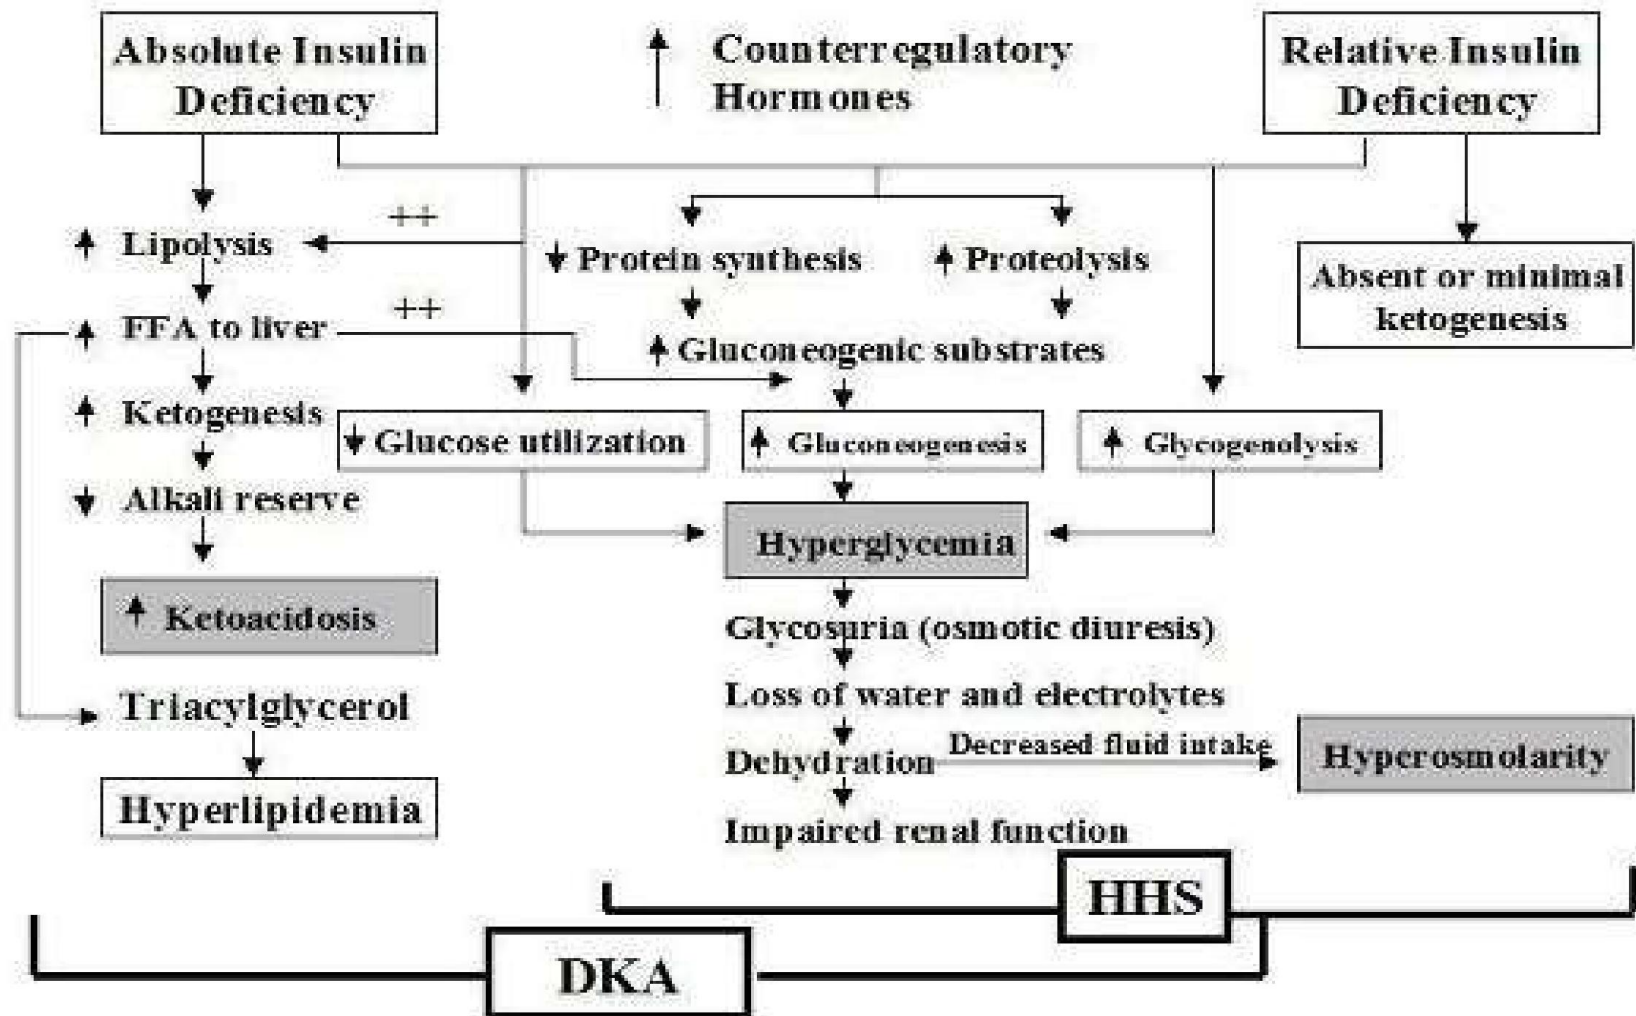 Absolute Insulin
Deficiency
Counterregulatory
Hormones
Relative Insulin
Deficiency
++
Lipolysis
Protein synthesis
Proteolysis
Absent or minimal
ketogenesis
++
FFA to liver
Gluconeogenic substrates
Ketogenesis
Glucose utilization
Gluconeogenesis
Glycogenolysis
Alkali reserve
Hyperglycemia
Ketoacidosis
Glycosuria (osmotic diuresis)
Loss of water and electrolytes
Triacylglycerol
Decreased fluid intake
Dehydration
Hyperosmolarity
Hyperlipidemia
Impaired renal function
HHS
DKA